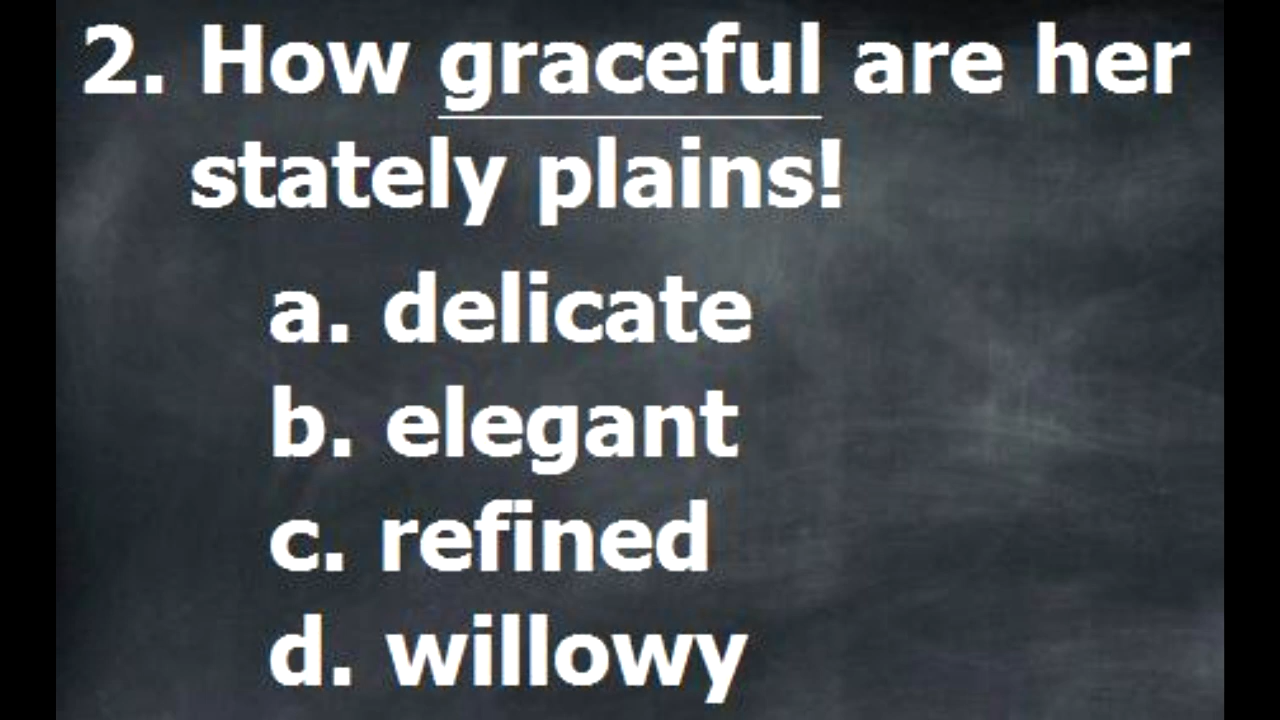 2. How graceful are her
stately plains!
a. delicate
b. elegant
c. refined
d. willowy